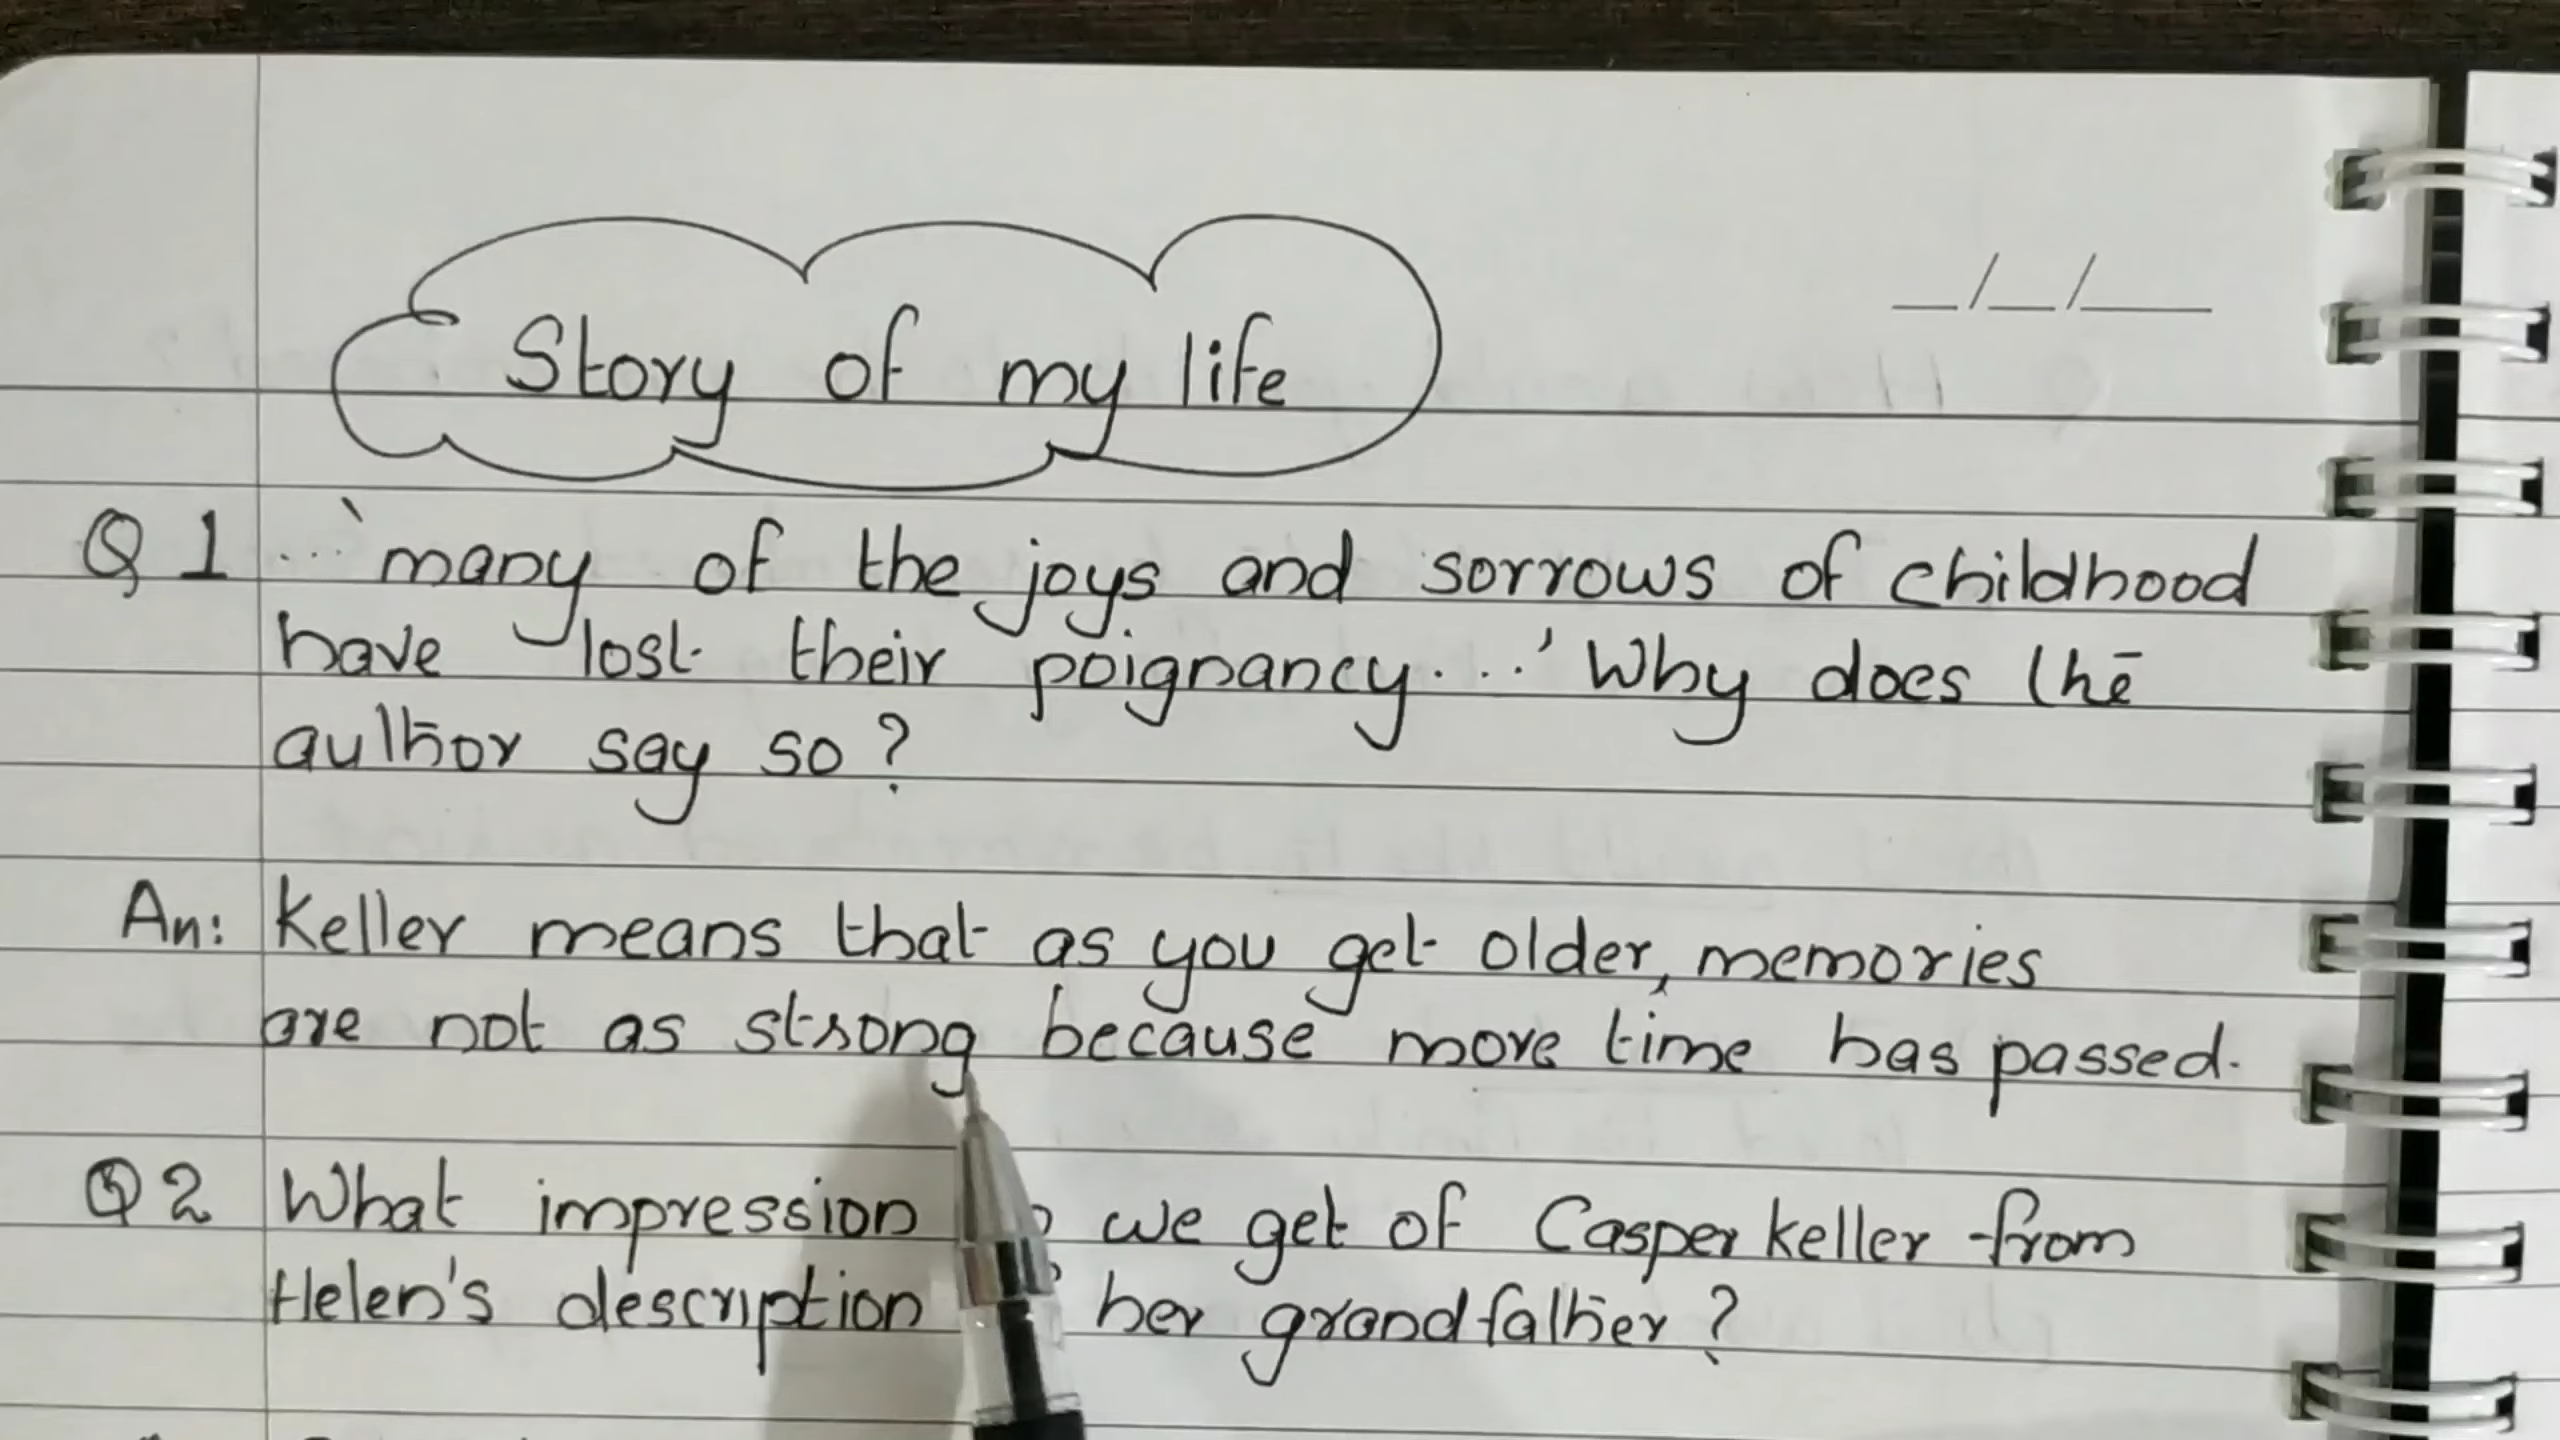 Story of my life
_/_/__
Q1 ...'many of the joys and sorrows of childhood
have lost their poignancy...' Why does the
author say so?
An: Keller means that as you get older, memories
are not as strong because more time has passed.
Q2 What impression we get of Casper Keller from
Helen's description her grandfather?